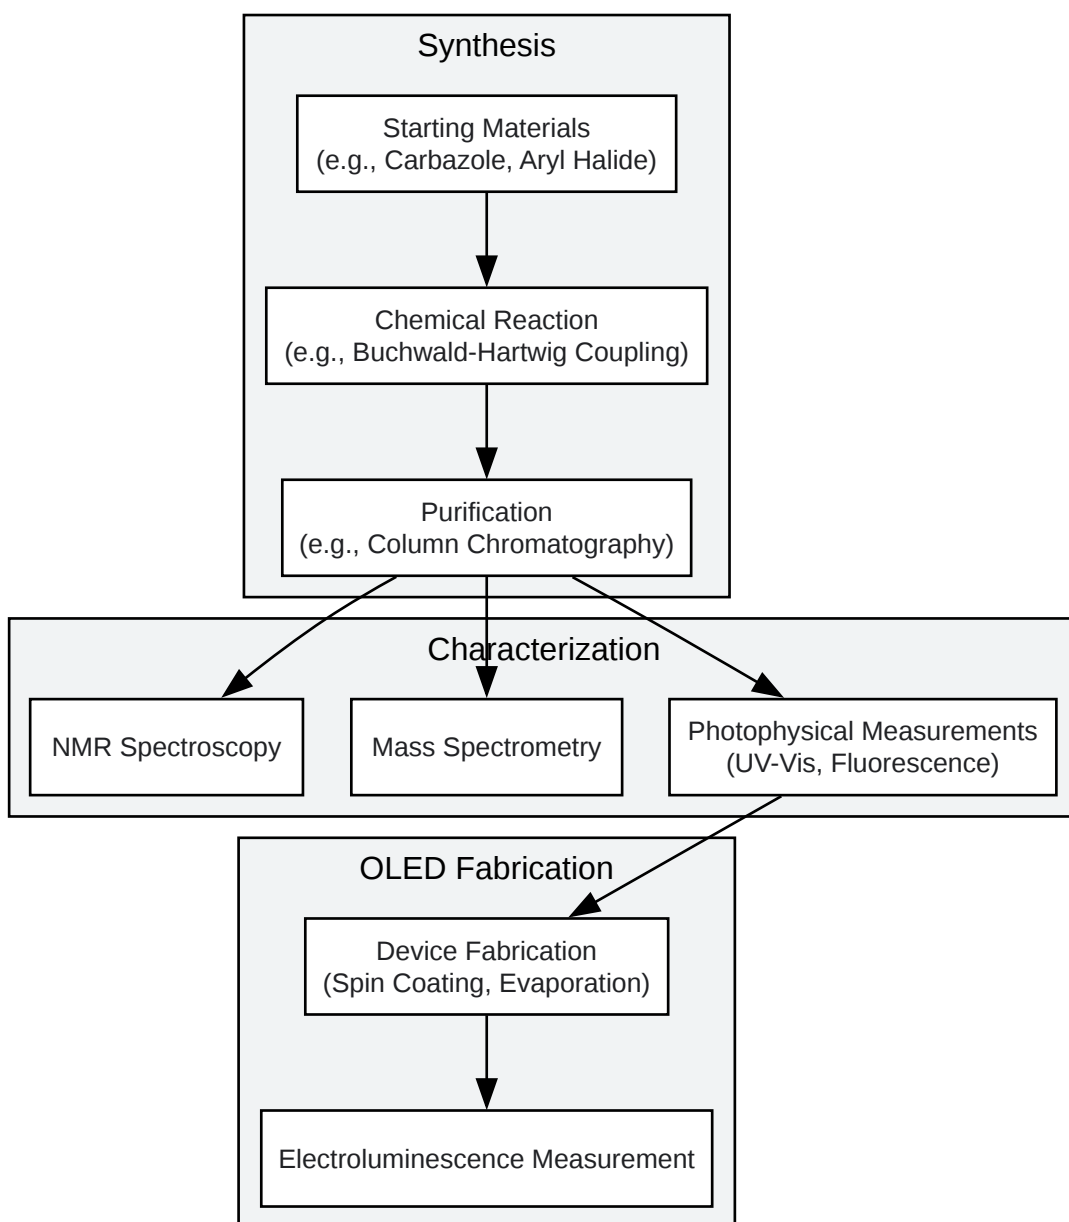 Synthesis
Starting Materials
(e.g., Carbazole, Aryl Halide)
Chemical Reaction
(e.g., Buchwald-Hartwig Coupling)
Purification
(e.g., Column Chromatography)
Characterization
NMR Spectroscopy
Mass Spectrometry
Photophysical Measurements
(UV-Vis, Fluorescence)
OLED Fabrication
Device Fabrication
(Spin Coating, Evaporation)
Electroluminescence Measurement